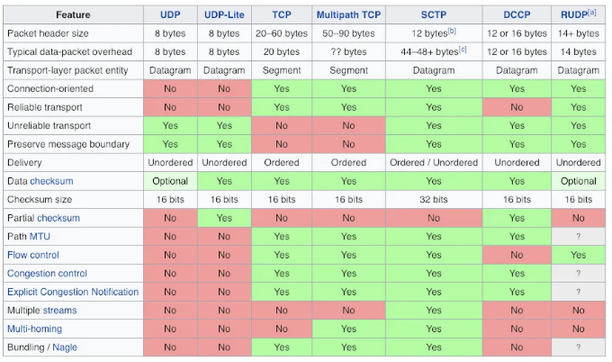 Feature UDP UDP-Lite TCP Multipath TCP SCTP DCCP RUDP[a]
Packet header size 8 bytes 8 bytes 20–60 bytes 50–90 bytes 12 bytes[b] 12 or 16 bytes 14+ bytes
Typical data-packet overhead 8 bytes 8 bytes 20 bytes ?? bytes 44–48+ bytes[c] 12 or 16 bytes 14 bytes
Transport-layer packet entity Datagram Datagram Segment Segment Datagram Datagram Datagram
Connection-oriented No No Yes Yes Yes Yes Yes
Reliable transport No No Yes Yes Yes No Yes
Unreliable transport Yes Yes No No Yes Yes Yes
Preserve message boundary Yes Yes No No Yes Yes Yes
Delivery Unordered Unordered Ordered Ordered Ordered / Unordered Unordered Unordered
Data checksum Optional Yes Yes Yes Yes Yes Optional
Checksum size 16 bits 16 bits 16 bits 16 bits 32 bits 16 bits 16 bits
Partial checksum No Yes No No No Yes No
Path MTU No No Yes Yes Yes Yes ?
Flow control No No Yes Yes Yes No Yes
Congestion control No No Yes Yes Yes Yes ?
Explicit Congestion Notification No No Yes Yes Yes Yes ?
Multiple streams No No No No Yes No No
Multi-homing No No No Yes Yes No No
Bundling / Nagle No No Yes Yes Yes No ?